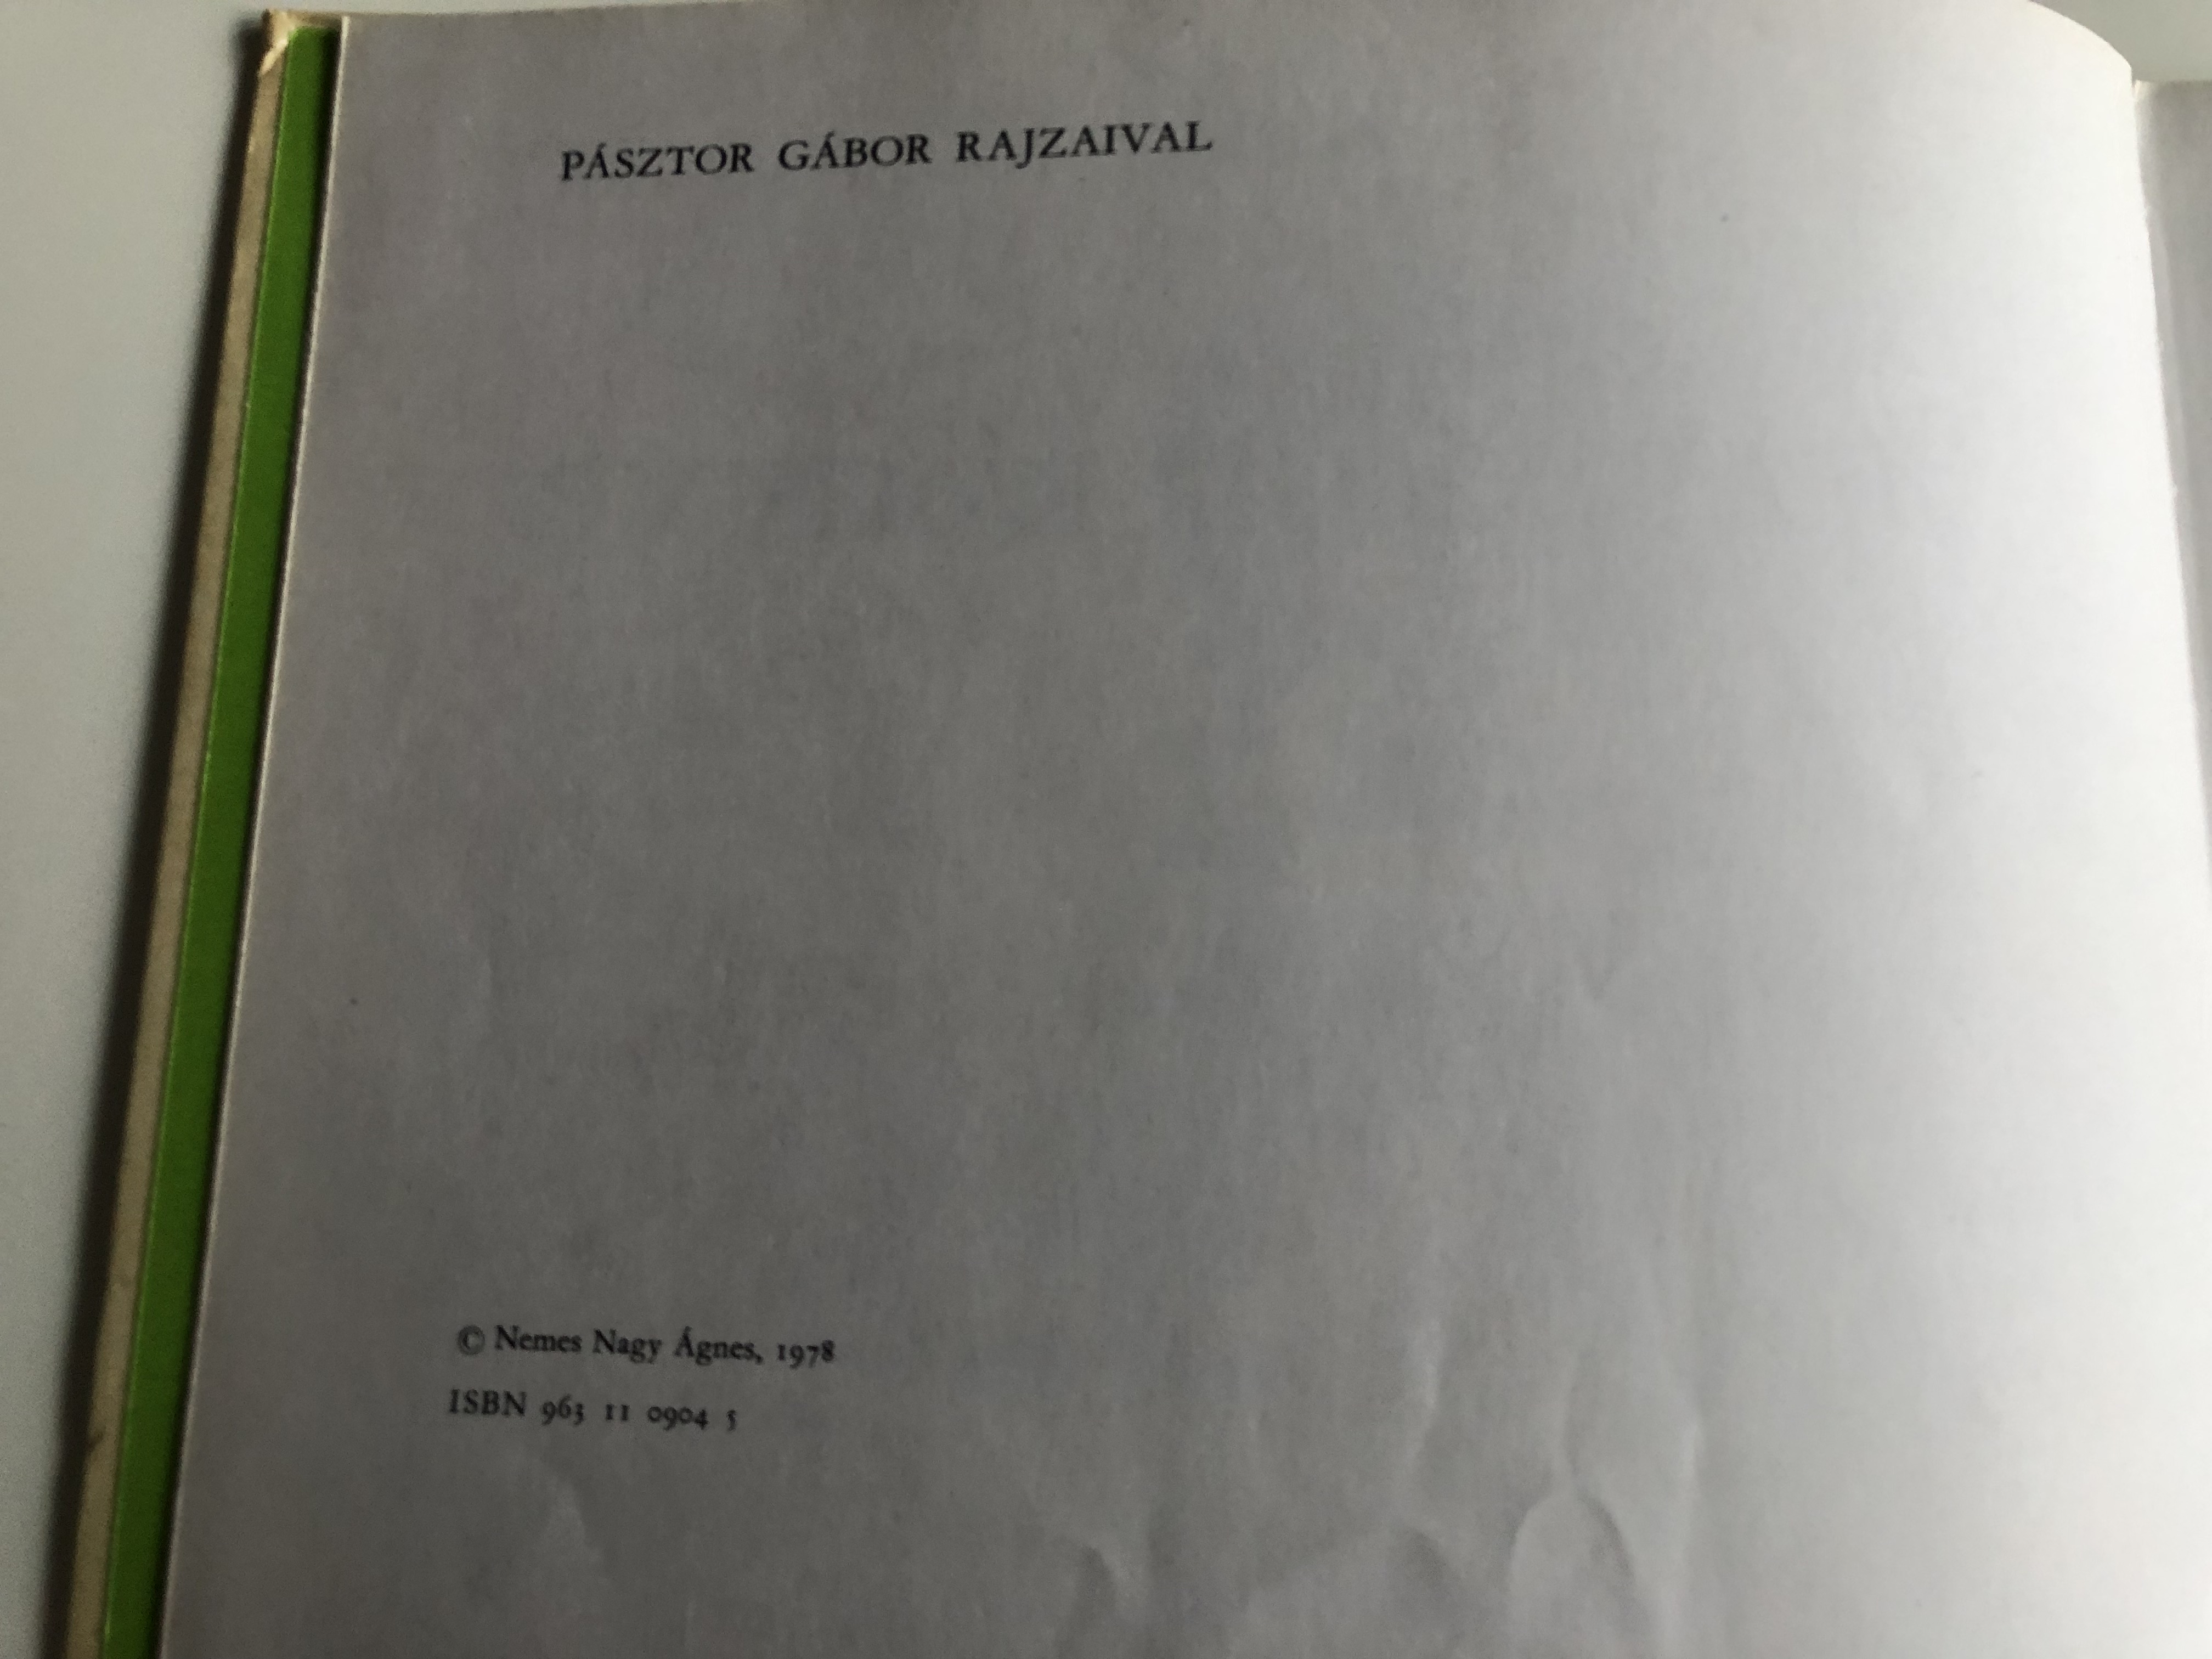 PÁSZTOR GÁBOR RAJZAIVAL
© Nemes Nagy Ágnes, 1978
ISBN 963 11 0904 5